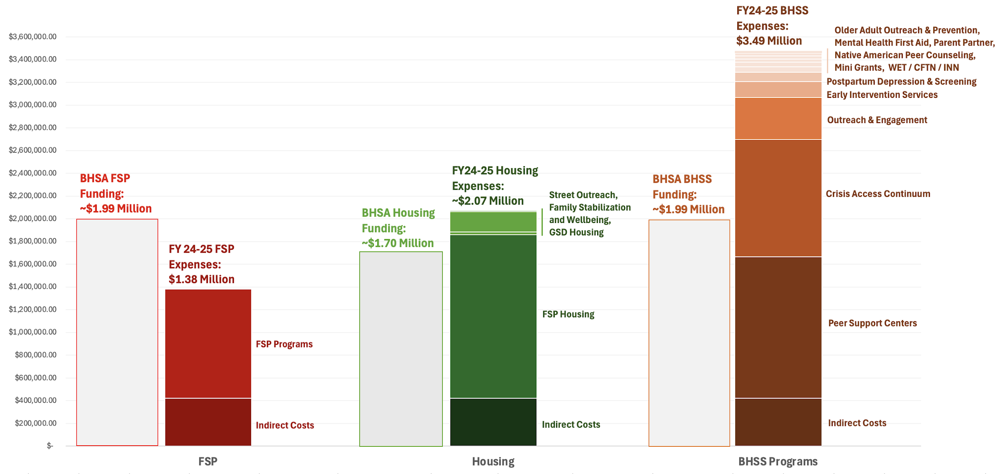 FY24-25 BHSS
Expenses:
$3.49 Million
Older Adult Outreach & Prevention,
Mental Health First Aid, Parent Partner,
Native American Peer Counseling,
Mini Grants, WET / CFTN / INN
Postpartum Depression & Screening
Early Intervention Services
Outreach & Engagement
Crisis Access Continuum
Peer Support Centers
Indirect Costs
$3,600,000.00
$3,400,000.00
$3,200,000.00
$3,000,000.00
$2,800,000.00
$2,600,000.00
$2,400,000.00
$2,200,000.00
$2,000,000.00
$1,800,000.00
$1,600,000.00
$1,400,000.00
$1,200,000.00
$1,000,000.00
$800,000.00
$600,000.00
$400,000.00
$200,000.00
$-
BHSA FSP
Funding:
~$1.99 Million
FY 24-25 FSP
Expenses:
$1.38 Million
FSP Programs
Indirect Costs
BHSA Housing
Funding:
~$1.70 Million
FY24-25 Housing
Expenses:
~$2.07 Million
Street Outreach,
Family Stabilization
and Wellbeing,
GSD Housing
FSP Housing
Indirect Costs
BHSA BHSS
Funding:
~$1.99 Million
FSP
Housing
BHSS Programs